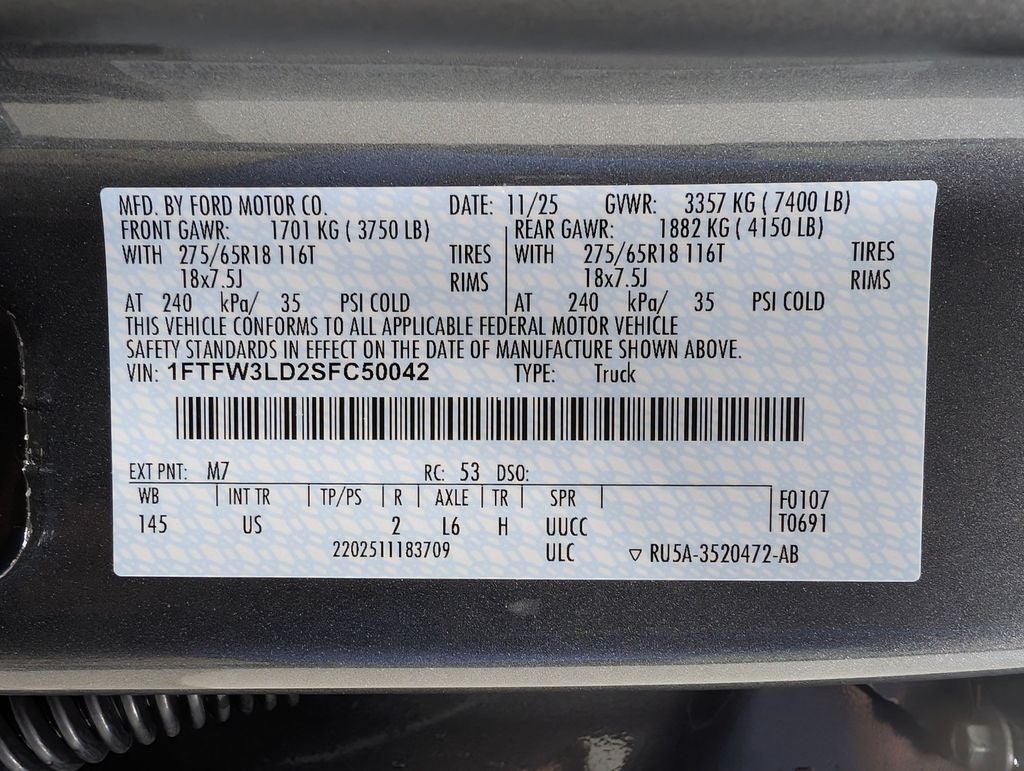 MFD. BY FORD MOTOR CO. DATE: 11/25 GVWR: 3357 KG ( 7400 LB)
FRONT GAWR: 1701 KG ( 3750 LB) REAR GAWR: 1882 KG ( 4150 LB)
WITH 275/65R18 116T TIRES WITH 275/65R18 116T TIRES
18x7.5J RIMS 18x7.5J RIMS
AT 240 kPa/ 35 PSI COLD AT 240 kPa/ 35 PSI COLD
THIS VEHICLE CONFORMS TO ALL APPLICABLE FEDERAL MOTOR VEHICLE
SAFETY STANDARDS IN EFFECT ON THE DATE OF MANUFACTURE SHOWN ABOVE.
VIN: 1FTFW3LD2SFC50042 TYPE: Truck
EXT PNT: M7 RC: 53 DSO:
WB INT TR TP/PS R AXLE TR SPR F0107
145 US 2 L6 H UUCC T0691
2202511183709 ULC ▽ RU5A-3520472-AB